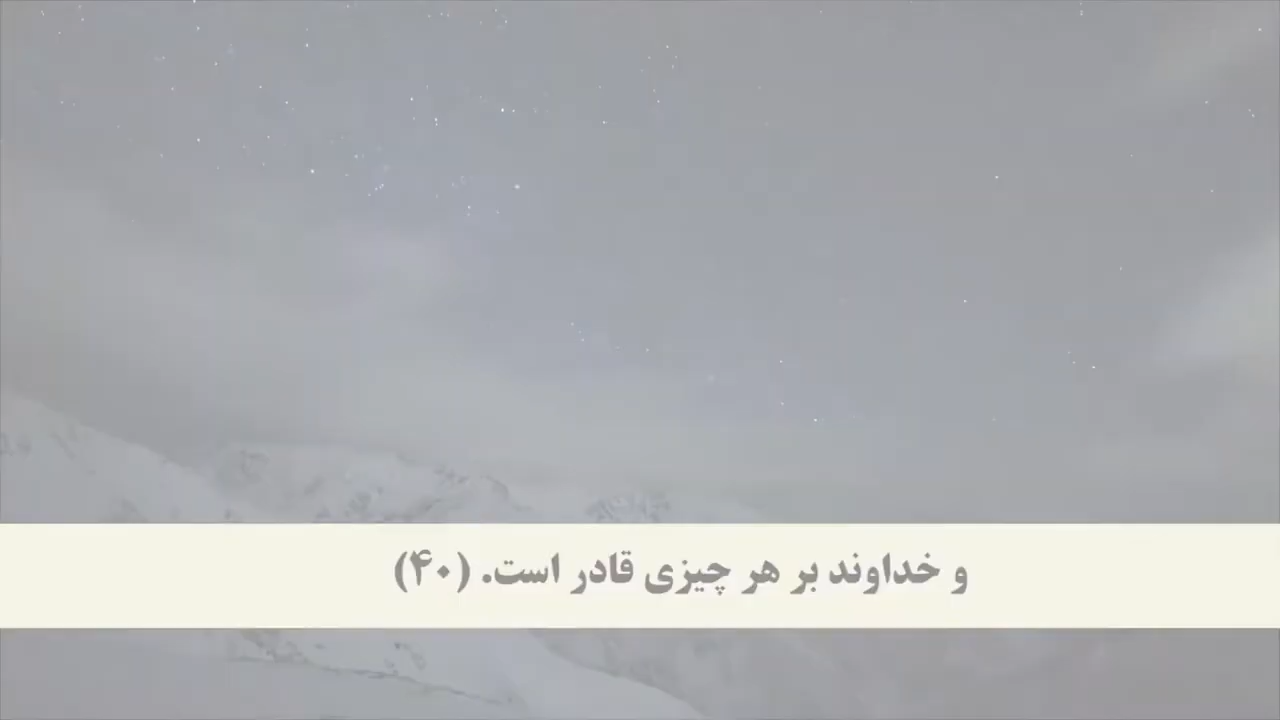 و خداوند بر هر چیزی قادر است. (۴۰)